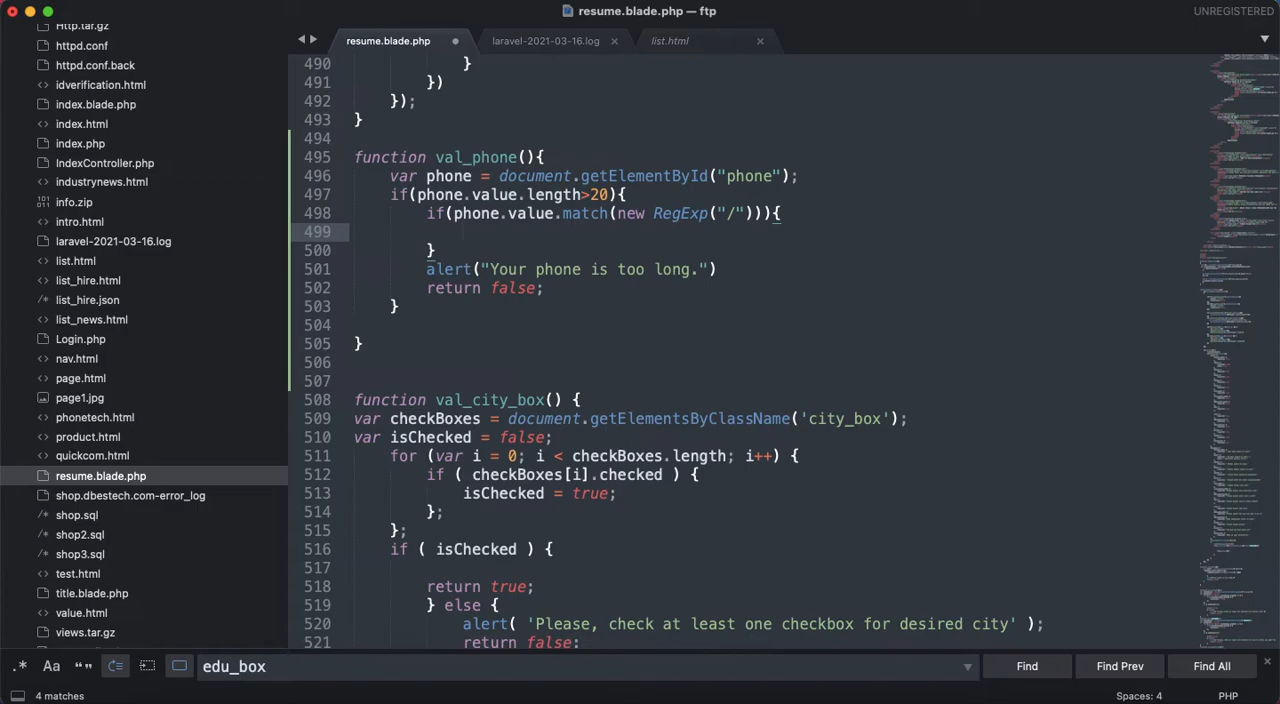 resume.blade.php — ftp
UNREGISTERED
Http.tar.gz
httpd.conf
httpd.conf.back
idverification.html
index.blade.php
index.html
index.php
IndexController.php
industrynews.html
info.zip
intro.html
laravel-2021-03-16.log
list.html
list_hire.html
list_hire.json
list_news.html
Login.php
nav.html
page.html
page1.jpg
phonetech.html
product.html
quickcom.html
resume.blade.php
shop.btestech.com-error_log
shop.sql
shop2.sql
shop3.sql
test.html
title.blade.php
value.html
views.tar.gz
resume.blade.php
laravel-2021-03-16.log
list.html
490 }
491 })
492 });
493 }
494
495 function val_phone(){
496 var phone = document.getElementById("phone");
497 if(phone.value.length>20){
498 if(phone.value.match(new RegExp("/"))){
499
500 }
501 alert("Your phone is too long.")
502 return false;
503 }
504
505 }
506
507
508 function val_city_box() {
509 var checkBoxes = document.getElementsByClassName('city_box');
510 var isChecked = false;
511 for (var i = 0; i < checkBoxes.length; i++) {
512 if ( checkBoxes[i].checked ) {
513 isChecked = true;
514 };
515 };
516 if ( isChecked ) {
517
518 return true;
519 } else {
520 alert( 'Please, check at least one checkbox for desired city' );
521 return false;
.* Aa “”
edu_box
Find
Find Prev
Find All
4 matches
Spaces: 4
PHP